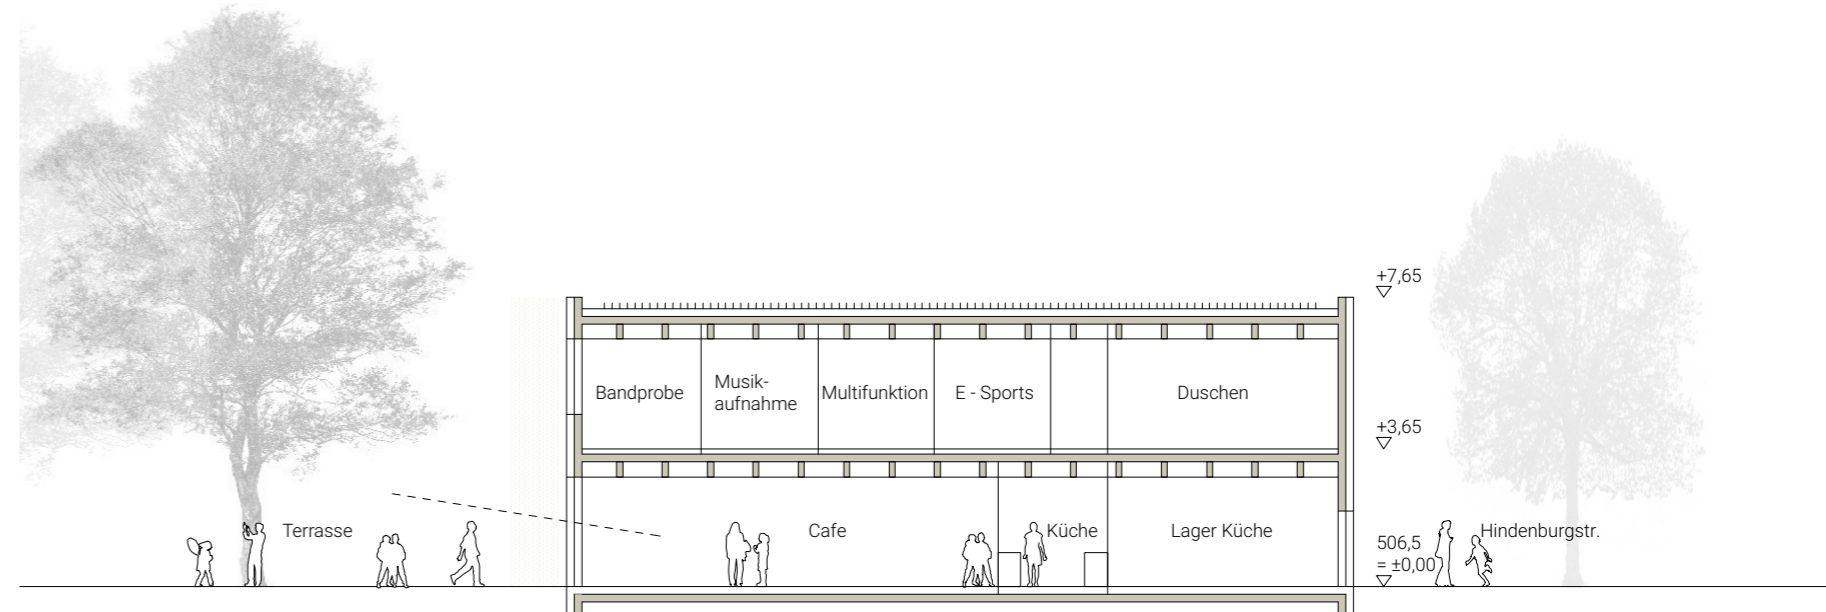 +7,65
Bandprobe
Musik-
aufnahme
Multifunktion
E - Sports
Duschen
+3,65
Terrasse
Cafe
Küche
Lager Küche
506,5
= ±0,00
Hindenburgstr.